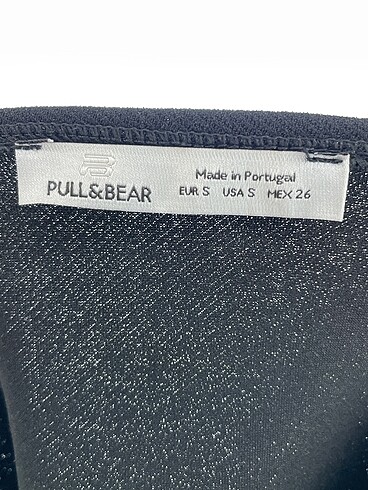 PULL&BEAR
Made in Portugal
EUR S USA S MEX 26